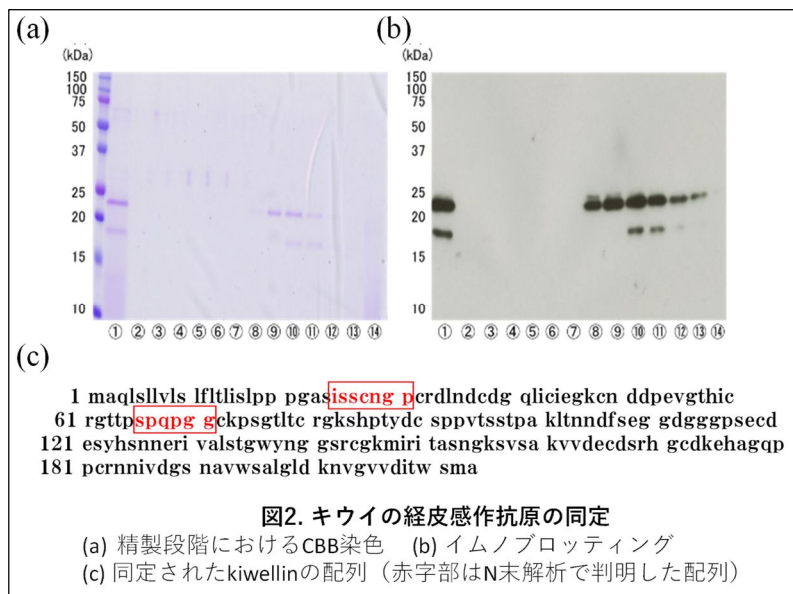 (a)
(kDa)
150
100
75
50
37
25
20
15
10
① ② ③ ④ ⑤ ⑥ ⑦ ⑧ ⑨ ⑩ ⑪ ⑫ ⑬ ⑭
(b)
(kDa)
150
100
75
50
37
25
20
15
10
① ② ③ ④ ⑤ ⑥ ⑦ ⑧ ⑨ ⑩ ⑪ ⑫ ⑬ ⑭
(c)
1 maqlsllvls lfltlislpp pgasisscng pcrdlndcdg qliciegkcn ddpevgthic
61 rgttpspqpg gckpsgtltc rgkshptydc sppvtsstpa kltnndfseg gdgggpsecd
121 esyhsnneri valstgwyng gsrcgkmiri tasngksvsa kvvdecdsrh gcdkehagqp
181 pcrnnivdgs navwsalgld knvgvvditw sma
図2. キウイの経皮感作抗原の同定
(a) 精製段階におけるCBB染色 (b) イムノブロッティング
(c) 同定されたkiwellinの配列（赤字部はN末解析で判明した配列）